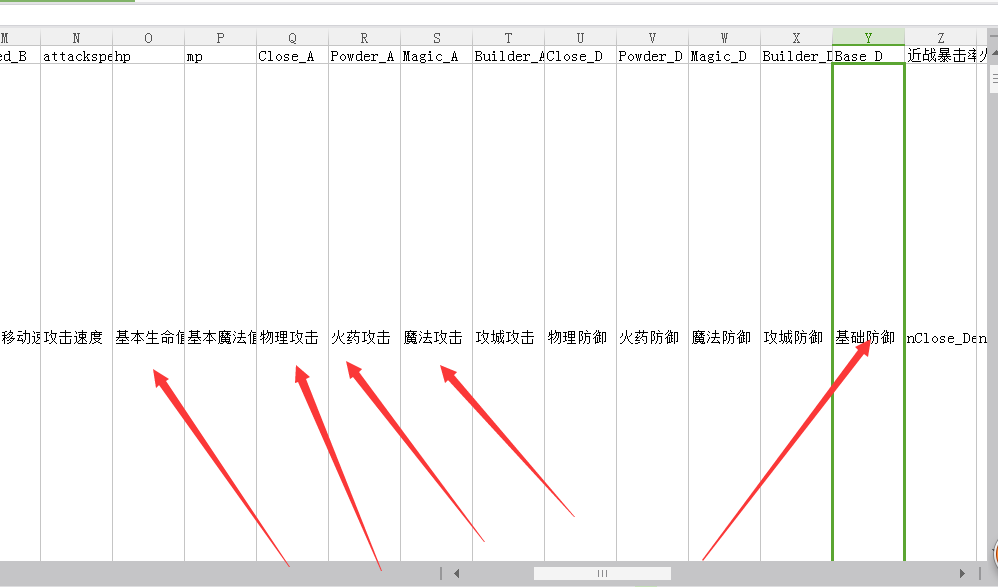 M N O P Q R S T U V W X Y Z
ed_B attackspe hp mp Close_A Powder_A Magic_A Builder_A Close_D Powder_D Magic_D Builder_D Base_D 近战暴击率 火
移动速 攻击速度 基本生命值 基本魔法值 物理攻击 火药攻击 魔法攻击 攻城攻击 物理防御 火药防御 魔法防御 攻城防御 基础防御 nClose_Den